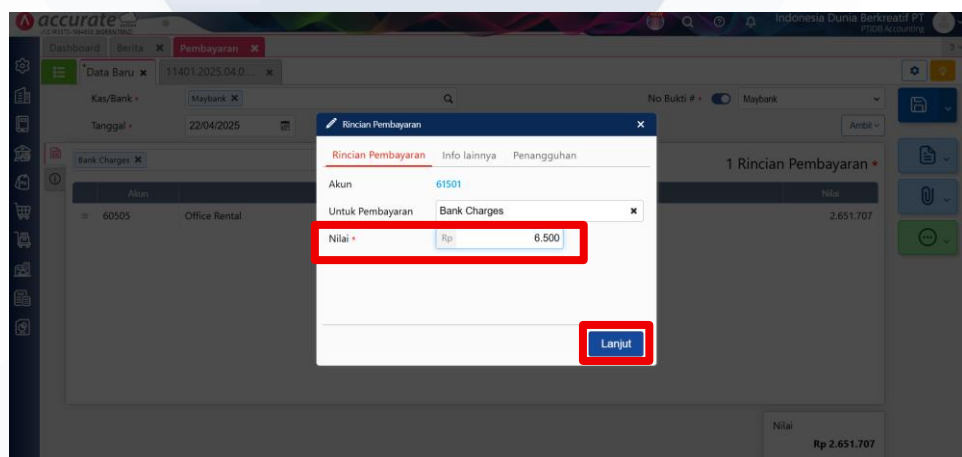 accurate
Indonesia Dunia Berkreatif PT
Dashboard Berita Pembayaran
Data Baru 11401.2025.04.0...
Kas/Bank * Maybank No Bukti # * Maybank
Tanggal * 22/04/2025 Ambil
Rincian Pembayaran
Bank Charges 1 Rincian Pembayaran *
Rincian Pembayaran Info lainnya Penangguhan
Akun Nilai
Akun 61501
60505 Office Rental 2.651.707
Untuk Pembayaran Bank Charges
Nilai * Rp 6.500
Lanjut
Nilai
Rp 2.651.707